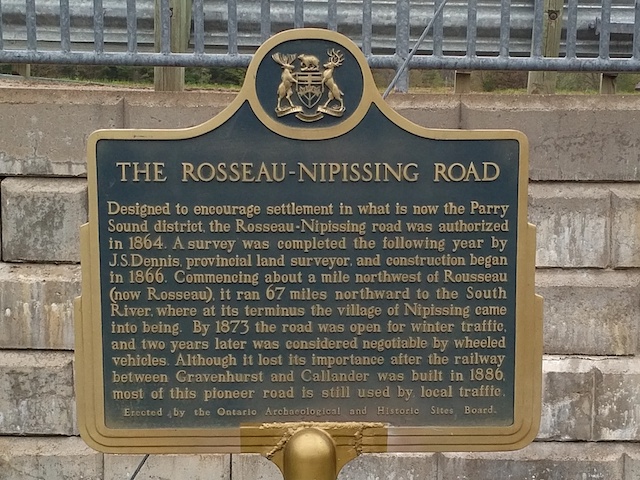 THE ROSSEAU-NIPISSING ROAD
Designed to encourage settlement in what is now the Parry
Sound district, the Rosseau-Nipissing road was authorized
in 1864. A survey was completed the following year by
J.S.Dennis, provincial land surveyor, and construction began
in 1866. Commencing about a mile northwest of Rousseau
(now Rosseau), it ran 67 miles northward to the South
River, where at its terminus the village of Nipissing came
into being. By 1873 the road was open for winter traffic,
and two years later was considered negotiable by wheeled
vehicles. Although it lost its importance after the railway
between Gravenhurst and Callander was built in 1886,
most of this pioneer road is still used by local traffic.
Erected by the Ontario Archaeological and Historic Sites Board.